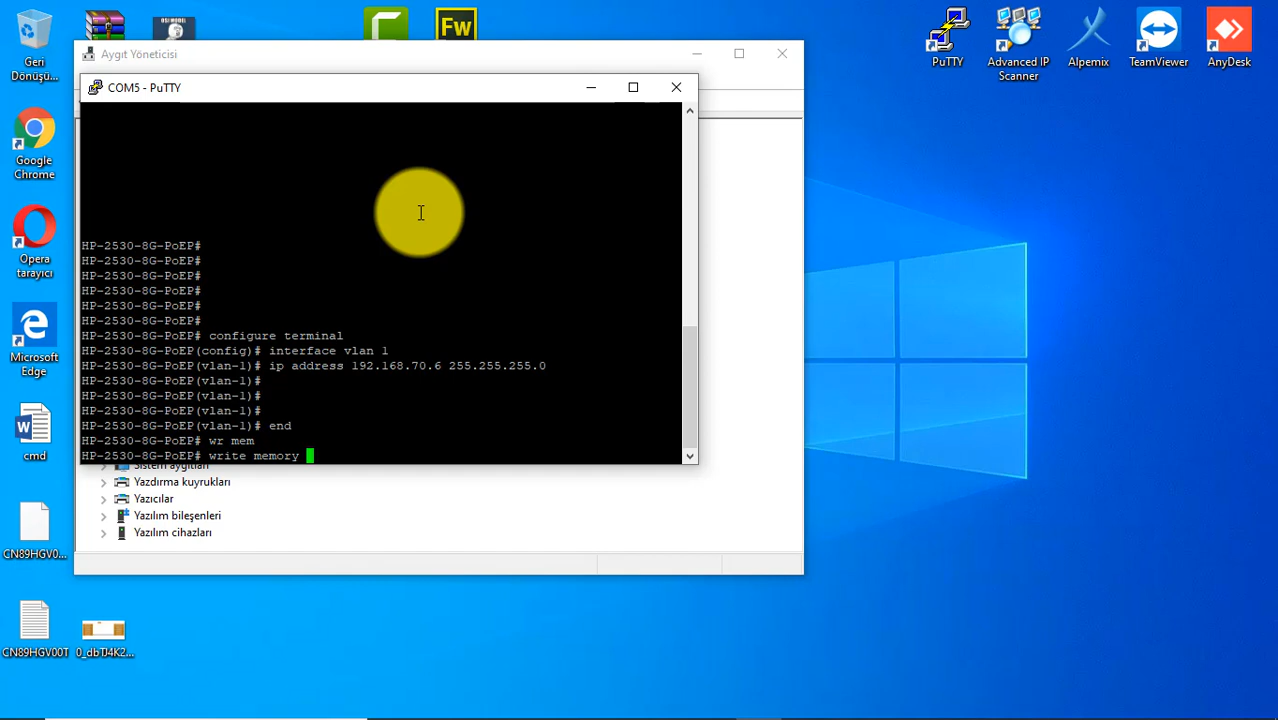 Geri
Dönüşü...
Google
Chrome
Opera
tarayıcı
Microsoft
Edge
cmd
CN89HGV0...
CN89HGV00T
0_dbTJ4K2...
OSI MODEL
Fw
PuTTY
Advanced IP
Scanner
Alpemix
TeamViewer
AnyDesk
Aygıt Yöneticisi
COM5 - PuTTY
HP-2530-8G-PoEP#
HP-2530-8G-PoEP#
HP-2530-8G-PoEP#
HP-2530-8G-PoEP#
HP-2530-8G-PoEP#
HP-2530-8G-PoEP#
HP-2530-8G-PoEP# configure terminal
HP-2530-8G-PoEP(config)# interface vlan 1
HP-2530-8G-PoEP(vlan-1)# ip address 192.168.70.6 255.255.255.0
HP-2530-8G-PoEP(vlan-1)#
HP-2530-8G-PoEP(vlan-1)#
HP-2530-8G-PoEP(vlan-1)#
HP-2530-8G-PoEP(vlan-1)# end
HP-2530-8G-PoEP# wr mem
HP-2530-8G-PoEP# write memory
Sistem aygıtları
Yazdırma kuyrukları
Yazıcılar
Yazılım bileşenleri
Yazılım cihazları